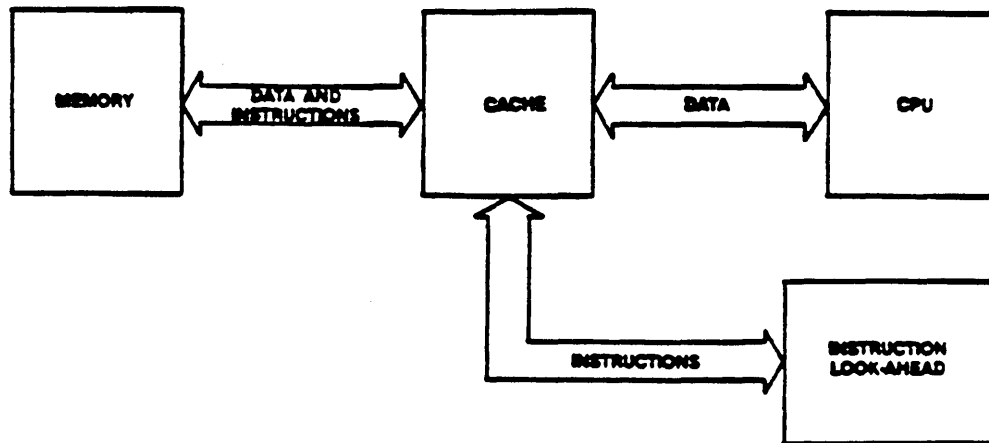 MEMORY
DATA AND
INSTRUCTIONS
CACHE
DATA
CPU
INSTRUCTIONS
INSTRUCTION
LOOK-AHEAD